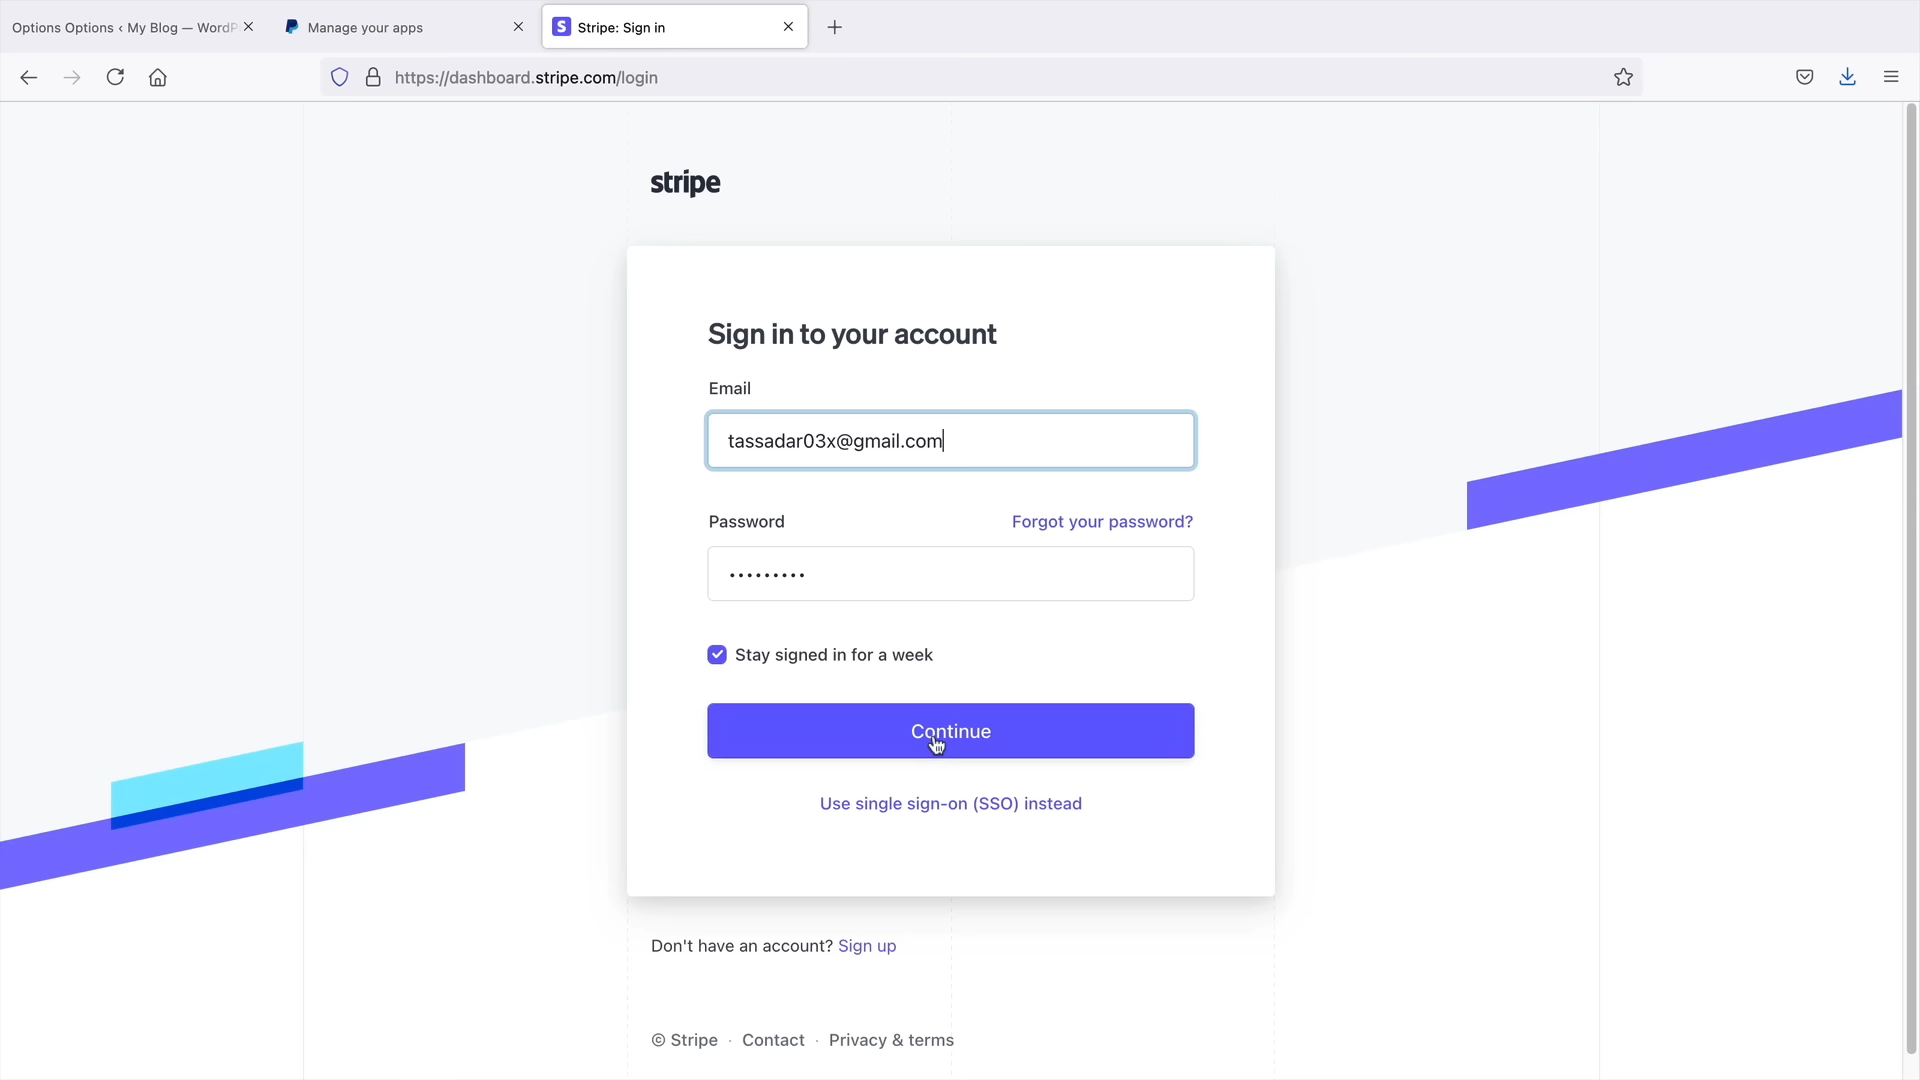 Options Options ‹ My Blog — WordP
Manage your apps
S Stripe: Sign in
https://dashboard.stripe.com/login
stripe
Sign in to your account
Email
tassadar03x@gmail.com
Password Forgot your password?
•••••••••
Stay signed in for a week
Continue
Use single sign-on (SSO) instead
Don't have an account? Sign up
© Stripe · Contact · Privacy & terms